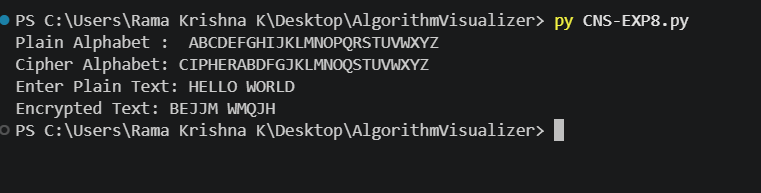 PS C:\Users\Rama Krishna K\Desktop\AlgorithmVisualizer> py CNS-EXP8.py
Plain Alphabet :  ABCDEFGHIJKLMNOPQRSTUVWXYZ
Cipher Alphabet: CIPHERABDFGJKLMNOQSTUVWXYZ
Enter Plain Text: HELLO WORLD
Encrypted Text: BEJJM WMQJH
PS C:\Users\Rama Krishna K\Desktop\AlgorithmVisualizer>